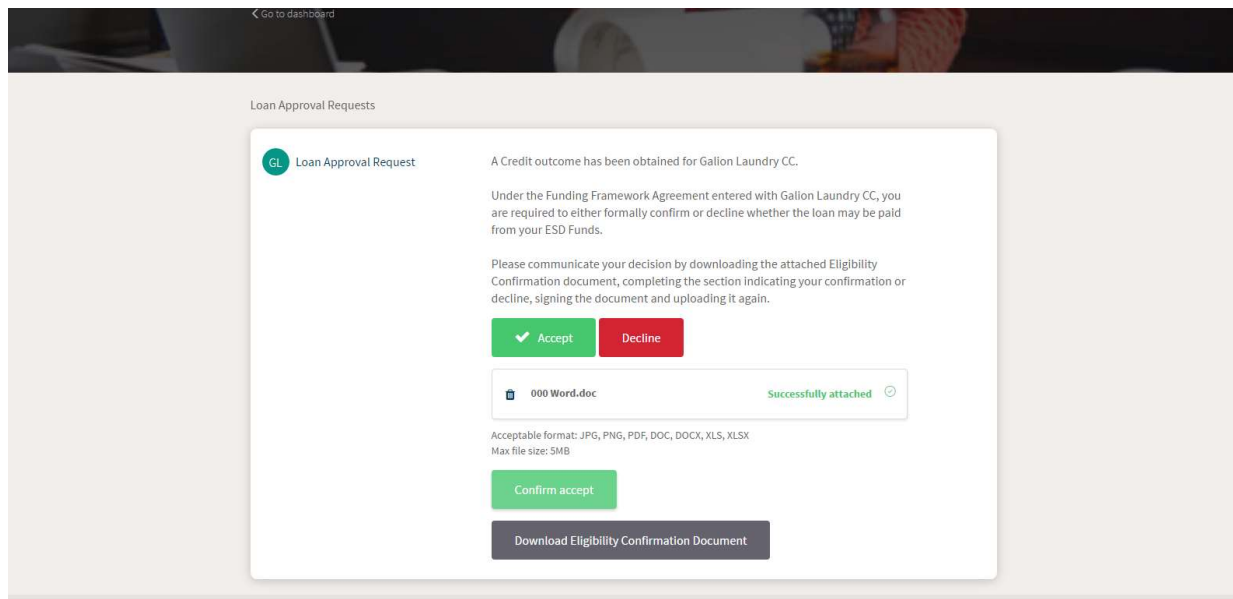 Go to dashboard
Loan Approval Requests
GL Loan Approval Request
A Credit outcome has been obtained for Galion Laundry CC.
Under the Funding Framework Agreement entered with Galion Laundry CC, you
are required to either formally confirm or decline whether the loan may be paid
from your ESD Funds.
Please communicate your decision by downloading the attached Eligibility
Confirmation document, completing the section indicating your confirmation or
decline, signing the document and uploading it again.
Accept Decline
000 Word.doc Successfully attached
Acceptable format: JPG, PNG, PDF, DOC, DOCX, XLS, XLSX
Max file size: 5MB
Confirm accept
Download Eligibility Confirmation Document